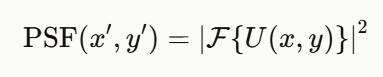 PSF(x′, y′) = |ℱ{U(x, y)}|²